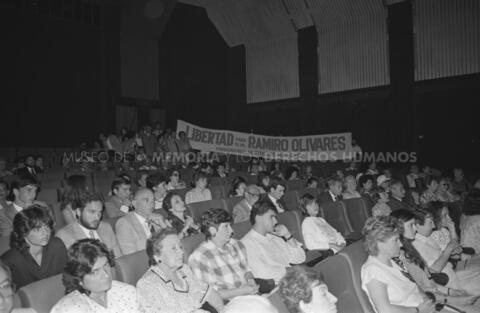 LIBERTAD RAMIRO OLIVARES
MUSEO DE LA MEMORIA Y LOS DERECHOS HUMANOS